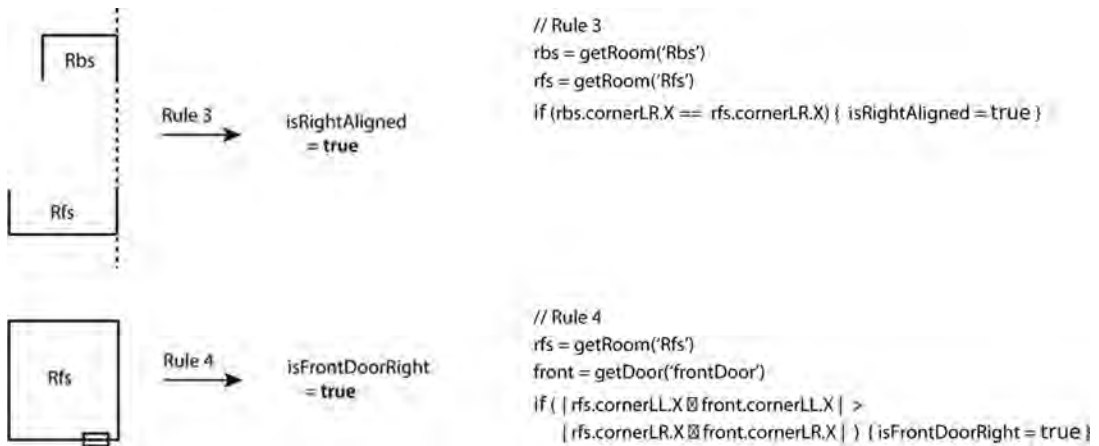 Rbs
Rule 3
isRightAligned
= true
Rfs
// Rule 3
rbs = getRoom('Rbs')
rfs = getRoom('Rfs')
if (rbs.cornerLR.X == rfs.cornerLR.X) { isRightAligned = true }
Rfs
Rule 4
isFrontDoorRight
= true
// Rule 4
rfs = getRoom('Rfs')
front = getDoor('frontDoor')
if ( | rfs.cornerLL.X ⍰ front.cornerLL.X | >
| rfs.cornerLR.X ⍰ front.cornerLR.X | ) { isFrontDoorRight = true }